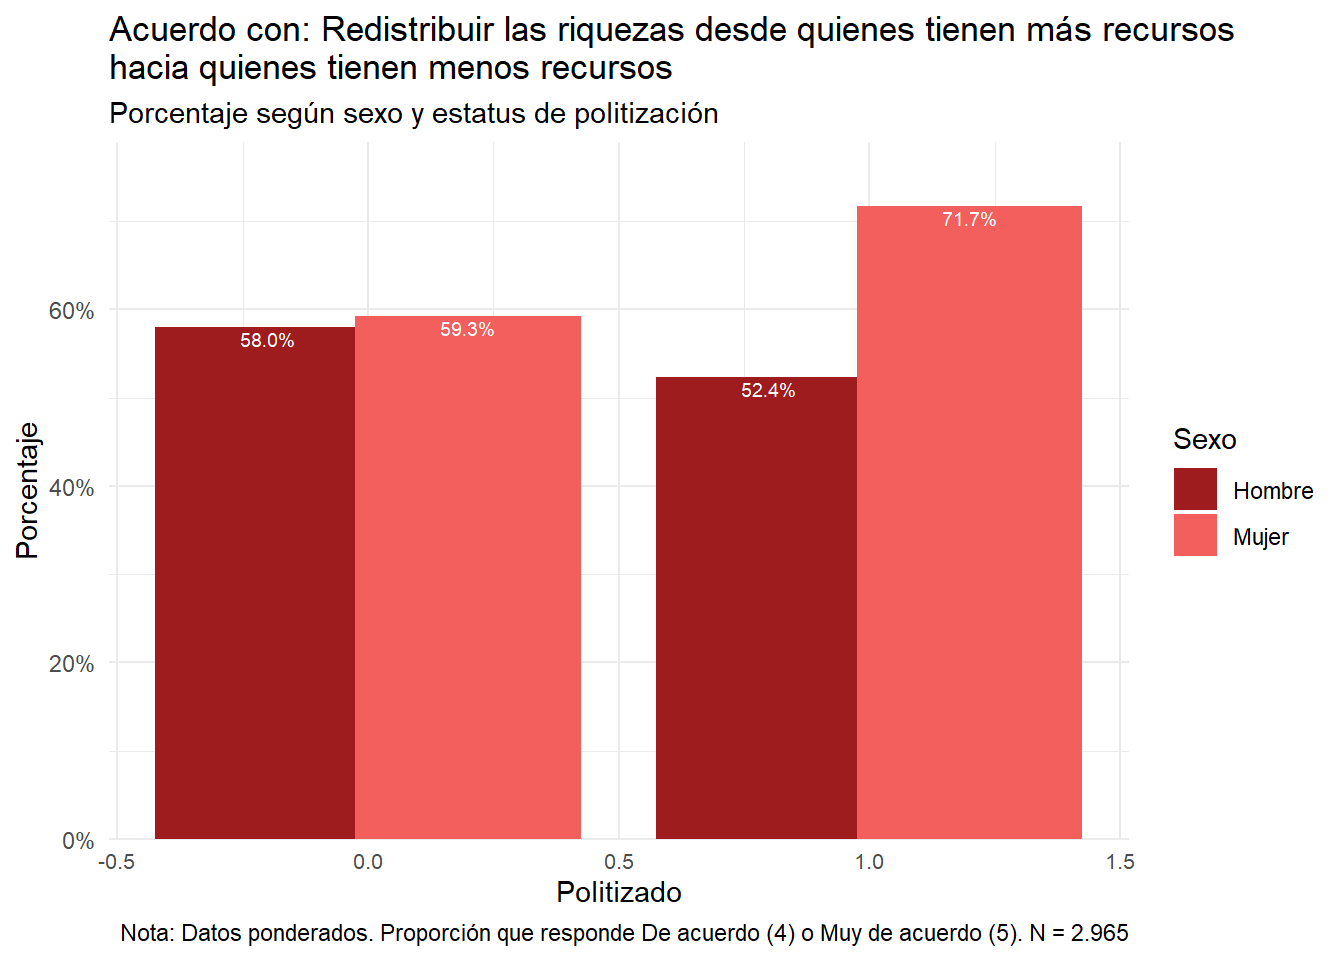 Acuerdo con: Redistribuir las riquezas desde quienes tienen más recursos
hacia quienes tienen menos recursos
Porcentaje según sexo y estatus de politización
Porcentaje
60%
40%
20%
0%
58.0%
59.3%
52.4%
71.7%
-0.5
0.0
0.5
1.0
1.5
Politizado
Sexo
Hombre
Mujer
Nota: Datos ponderados. Proporción que responde De acuerdo (4) o Muy de acuerdo (5). N = 2.965